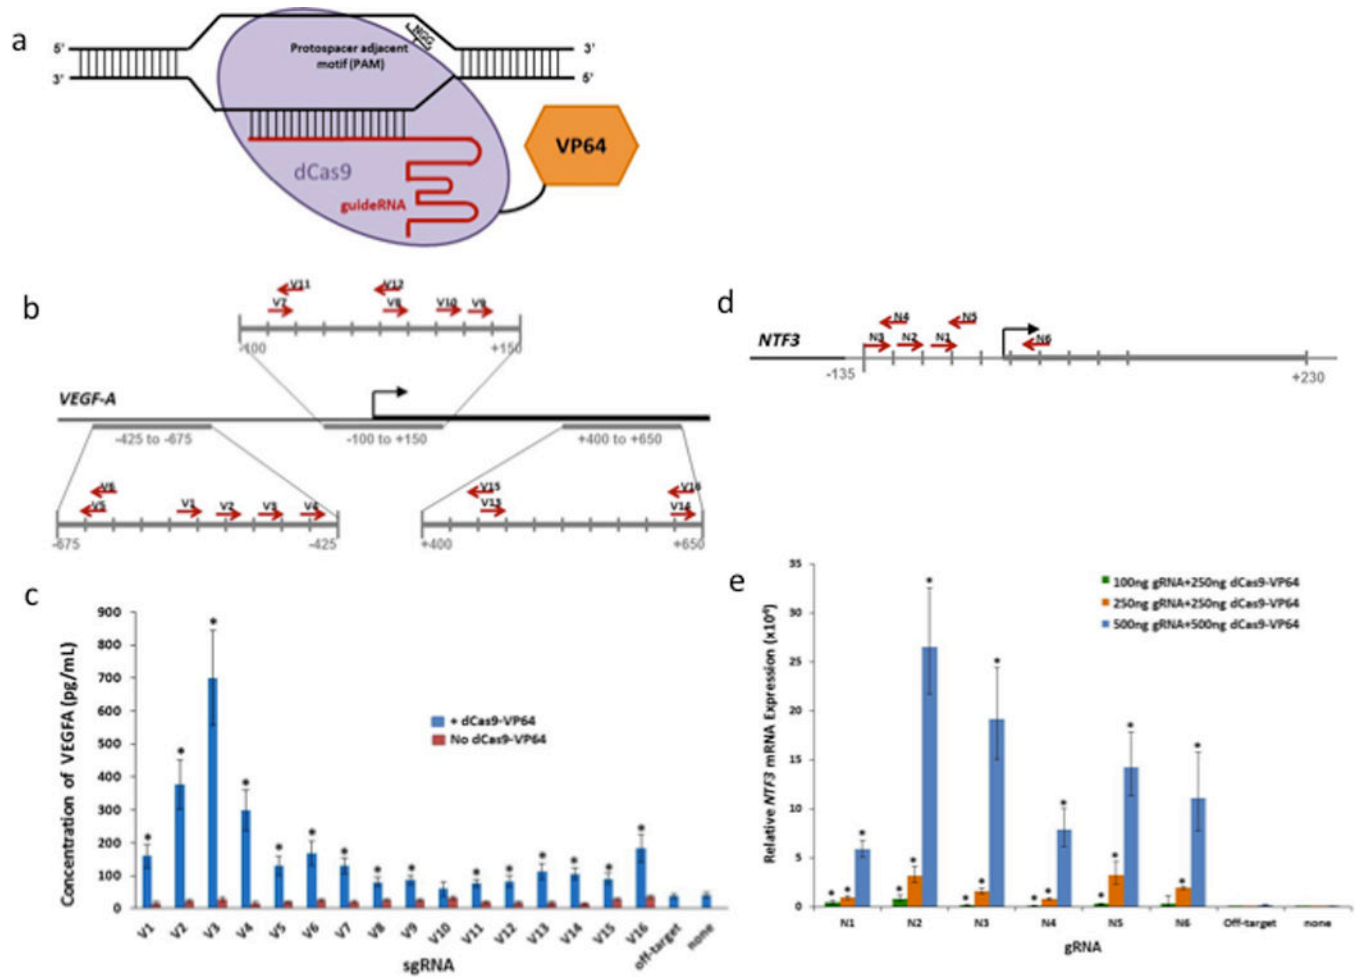 a
5'
3'
3'
5'
Protospacer adjacent
motif (PAM)
NGG
VP64
dCas9
guideRNA
b
V11
V12
V7
V8
V10
V9
-100
+150
VEGF-A
-425 to -675
-100 to +150
+400 to +650
V6
V5
V1
V2
V3
V4
-675
-425
V15
V13
V16
V14
+400
+650
d
N4
N5
N3
N2
N1
N6
NTF3
-135
+230
c
Concentration of VEGFA (pg/mL)
900
800
700
600
500
400
300
200
100
0
+ dCas9-VP64
No dCas9-VP64
* * * * * * * * * * * * * * *
V1 V2 V3 V4 V5 V6 V7 V8 V9 V10 V11 V12 V13 V14 V15 V16 off-target none
sgRNA
e
Relative NTF3 mRNA Expression (x10⁴)
35
30
25
20
15
10
5
0
100ng gRNA+250ng dCas9-VP64
250ng gRNA+250ng dCas9-VP64
500ng gRNA+500ng dCas9-VP64
* * * * * * * * * * * * * * * * *
N1 N2 N3 N4 N5 N6 Off-target none
gRNA